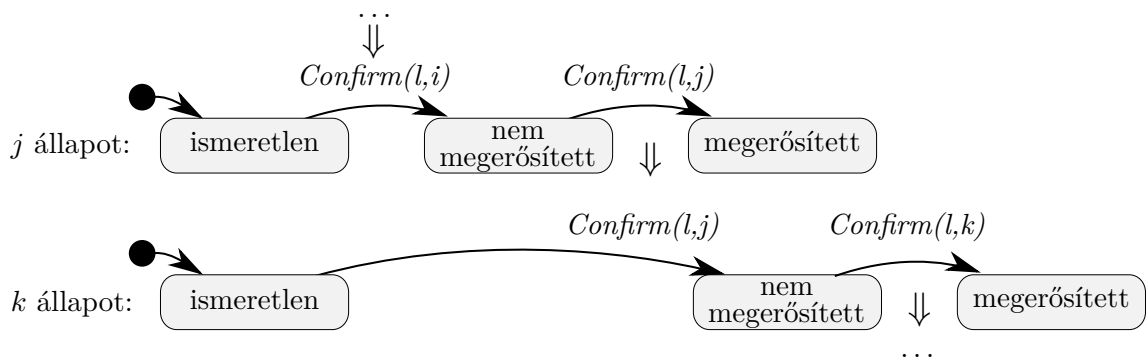 ...
⇓
Confirm(l,i) Confirm(l,j)
j állapot: ismeretlen nem megerősített megerősített
⇓
Confirm(l,j) Confirm(l,k)
k állapot: ismeretlen nem megerősített megerősített
⇓
...